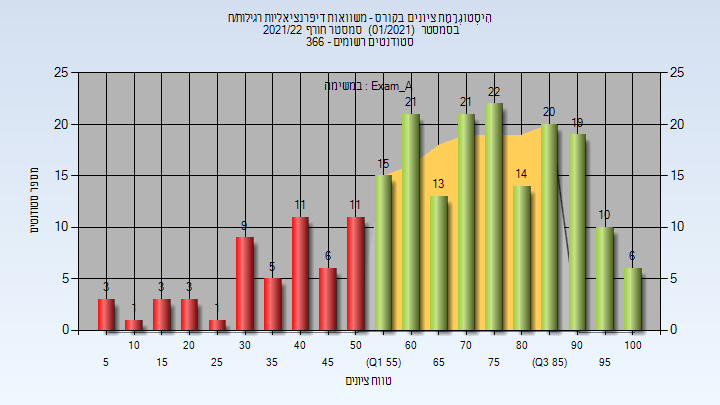 היסטוגרמת ציונים בקורס - משוואות דיפרנציאליות רגילות/ח
בסמסטר (01/2021) סמסטר חורף 2021/22
סטודנטים רשומים - 366
במשימה : Exam_A
מספר סטודנטים
25 25
20 20
15 15
10 10
5 5
0 0
3 1 3 3 1 9 5 11 6 11 15 21 13 21 22 14 20 19 10 6
10 20 30 40 50 60 70 80 90 100
5 15 25 35 45 (Q1 55) 65 75 (Q3 85) 95
טווח ציונים